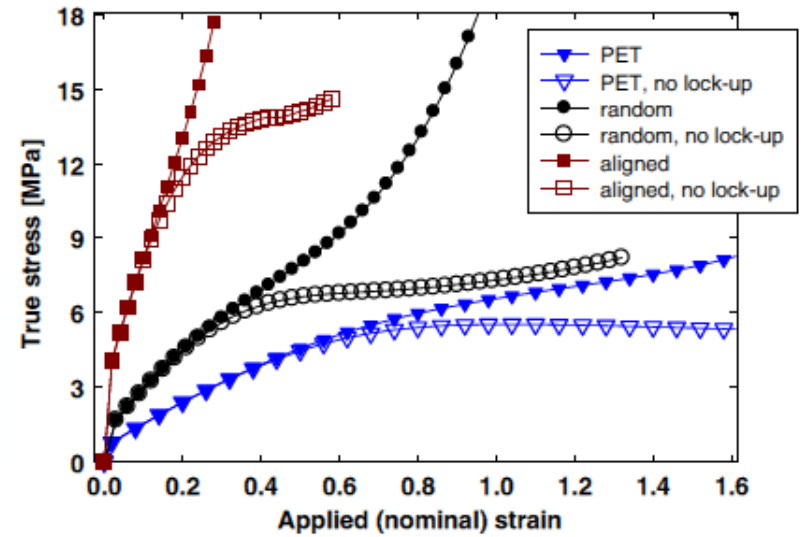 18
15
12
9
6
3
0
True stress [MPa]
PET
PET, no lock-up
random
random, no lock-up
aligned
aligned, no lock-up
0.0 0.2 0.4 0.6 0.8 1.0 1.2 1.4 1.6
Applied (nominal) strain